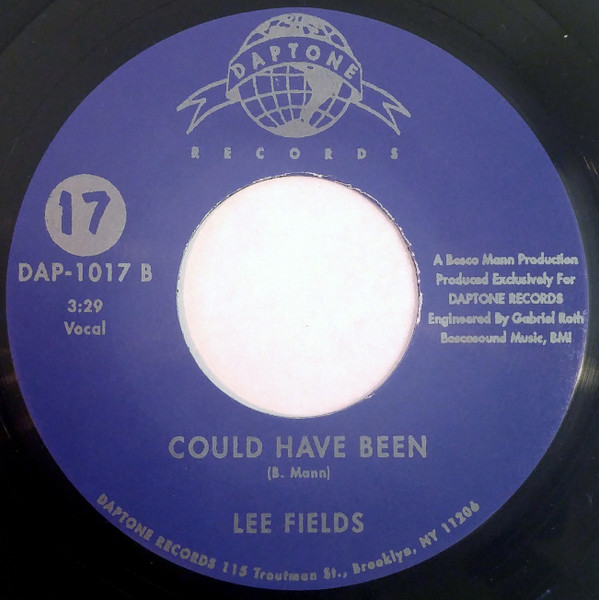 DAPTONE
RECORDS
17
DAP-1017 B
3:29
Vocal
A Bosco Mann Production
Produced Exclusively For
DAPTONE RECORDS
Engineered By Gabriel Roth
Boscosound Music, BMI
COULD HAVE BEEN
(B. Mann)
LEE FIELDS
DAPTONE RECORDS 115 Troutman St., Brooklyn, NY 11206